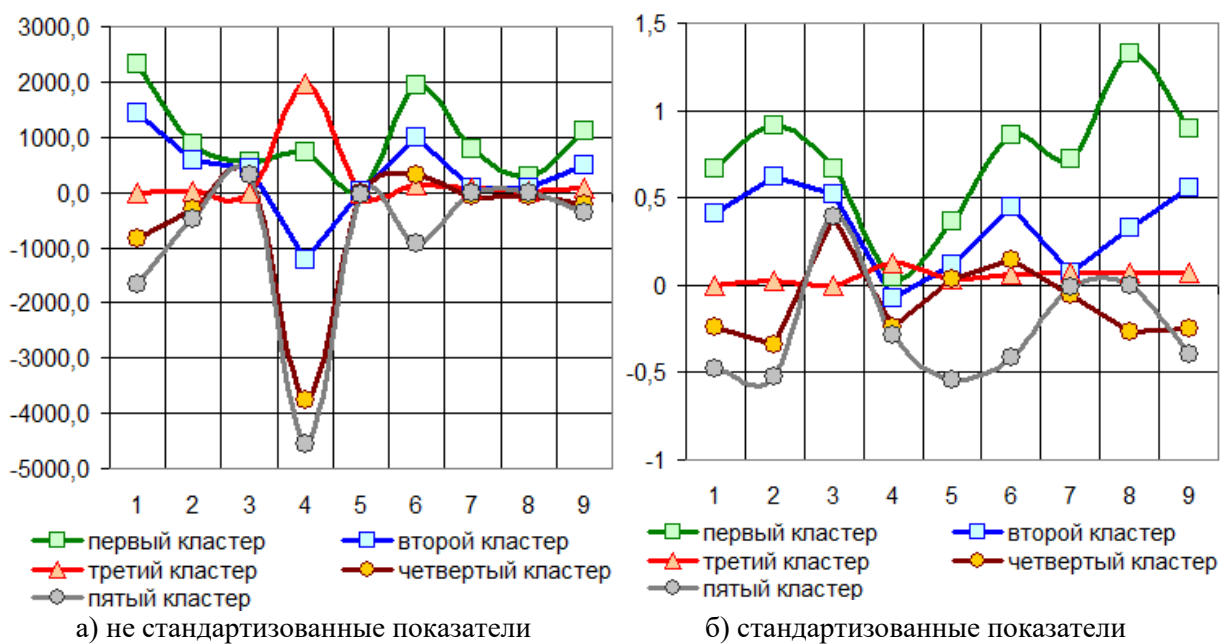 3000,0
2000,0
1000,0
0,0
-1000,0
-2000,0
-3000,0
-4000,0
-5000,0
1 2 3 4 5 6 7 8 9
первый кластер второй кластер
третий кластер четвертый кластер
пятый кластер
а) не стандартизованные показатели
1,5
1
0,5
0
-0,5
-1
1 2 3 4 5 6 7 8 9
первый кластер второй кластер
третий кластер четвертый кластер
пятый кластер
б) стандартизованные показатели